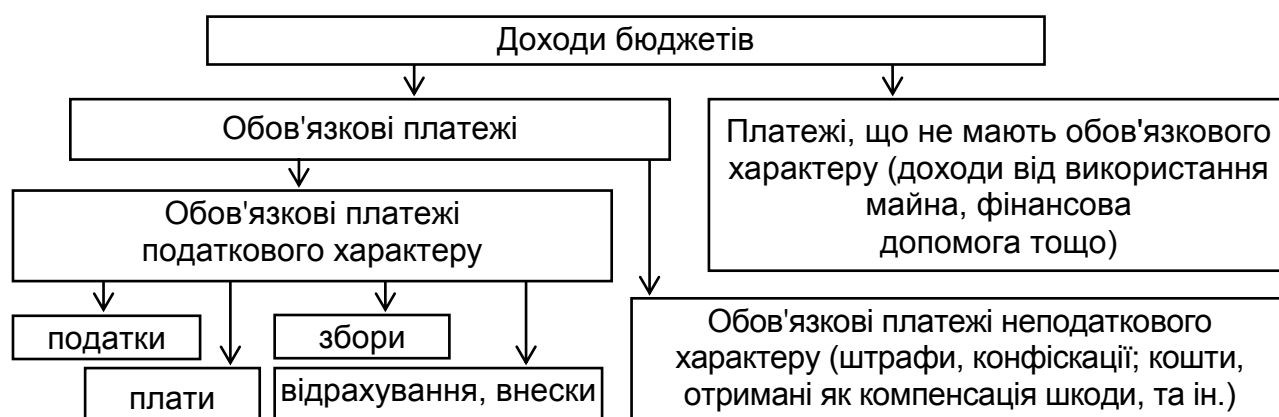 Доходи бюджетів
Обов'язкові платежі
Платежі, що не мають обов'язкового
характеру (доходи від використання
майна, фінансова
допомога тощо)
Обов'язкові платежі
податкового характеру
податки
збори
плати
відрахування, внески
Обов'язкові платежі неподаткового
характеру (штрафи, конфіскації; кошти,
отримані як компенсація шкоди, та ін.)